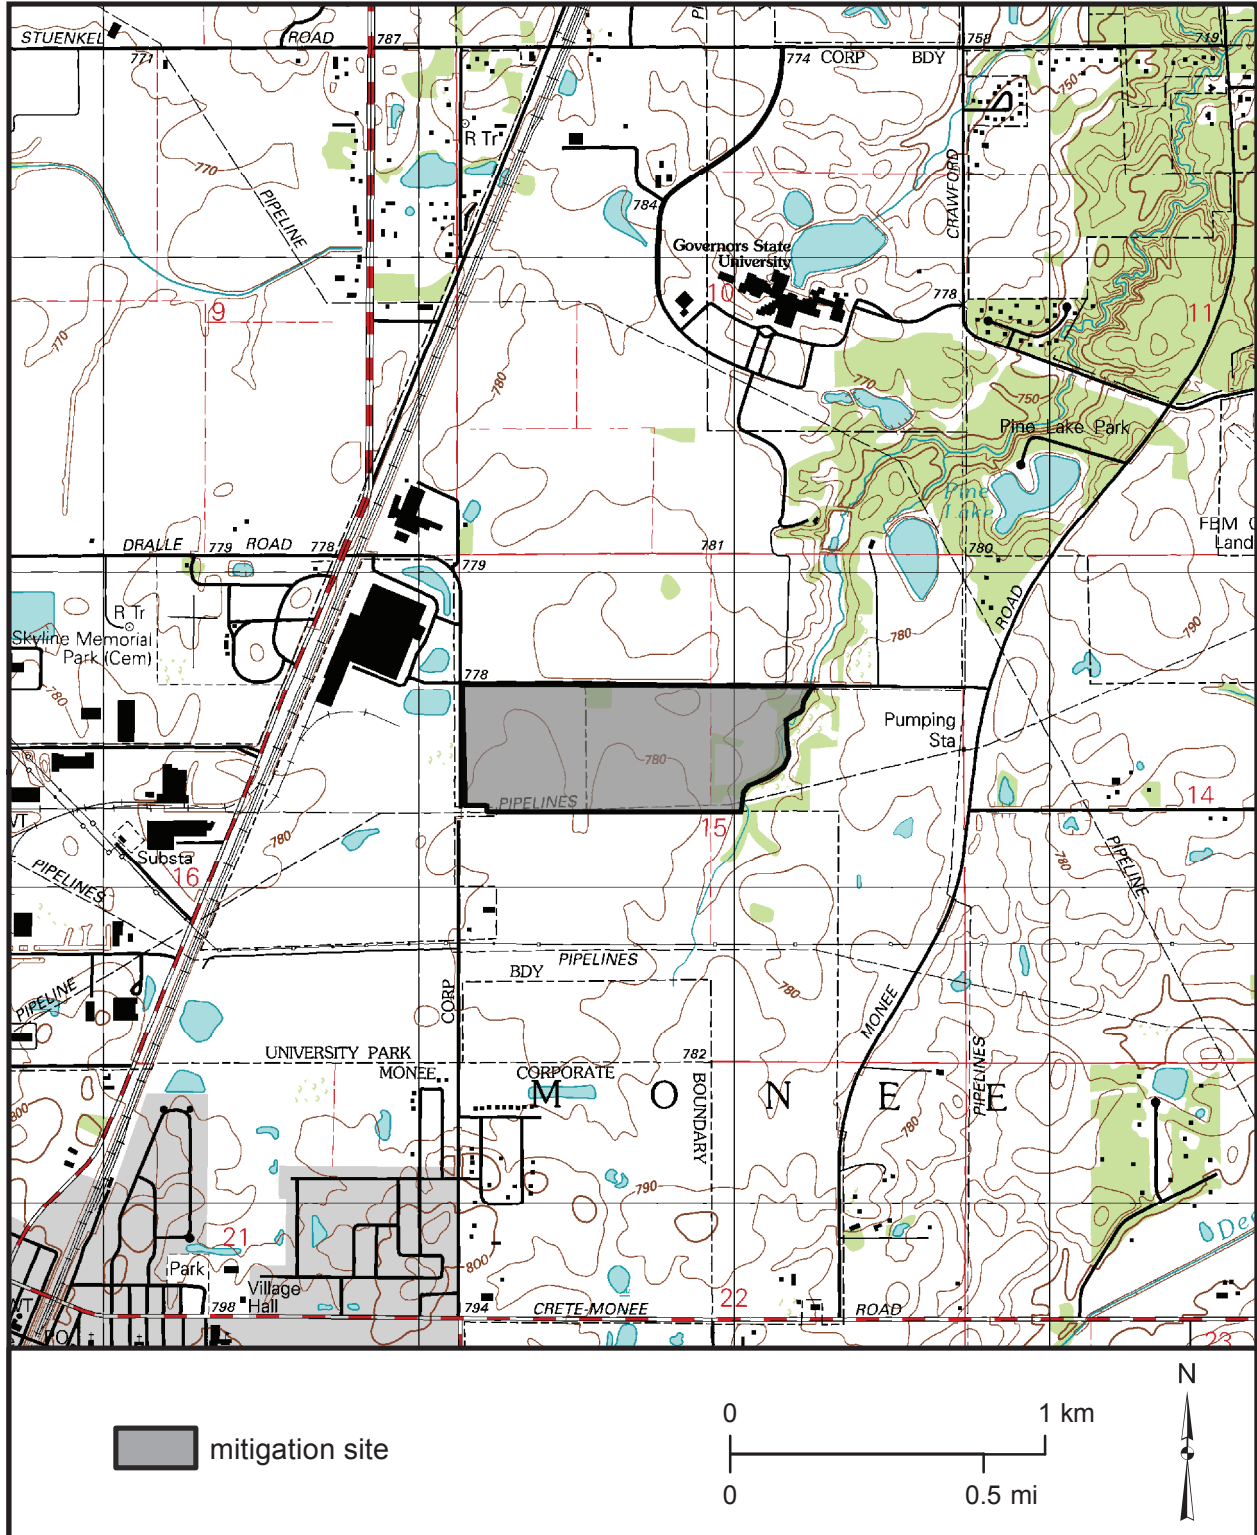 STUENKEL ROAD
787
771
774 CORP BDY
758
719
750
R Tr
770
PIPELINE
784
CRAWFORD
Governors State
University
10
778
9
11
770
780
770
750
Pine Lake Park
Pine
Lake
DRALLE 779 ROAD 778
781
780
779
R Tr
Skyline Memorial
Park (Cem)
780
780
ROAD
790
778
Pumping
Sta
780
PIPELINES
14
15
780
Substa
16
PIPELINES
780
PIPELINE
PIPELINES
BDY
CORP
PIPELINE
780
MONEE
UNIVERSITY PARK
782
MONEE CORPORATE
BOUNDARY
PIPELINES
M O N E E
800
780
790
21
800
Park
Village
Hall
798
794
CRETE-MONEE
22
ROAD
23
N
0 1 km
0 0.5 mi
mitigation site